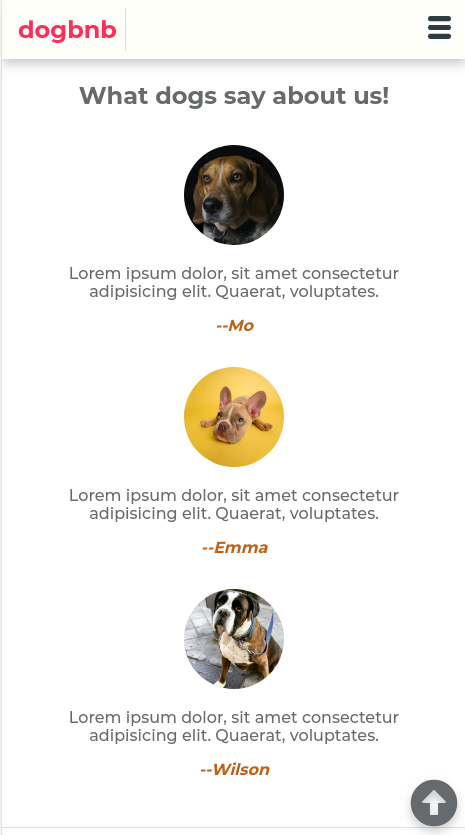 dogbnb
What dogs say about us!
Lorem ipsum dolor, sit amet consectetur
adipisicing elit. Quaerat, voluptates.
--Mo
Lorem ipsum dolor, sit amet consectetur
adipisicing elit. Quaerat, voluptates.
--Emma
Lorem ipsum dolor, sit amet consectetur
adipisicing elit. Quaerat, voluptates.
--Wilson